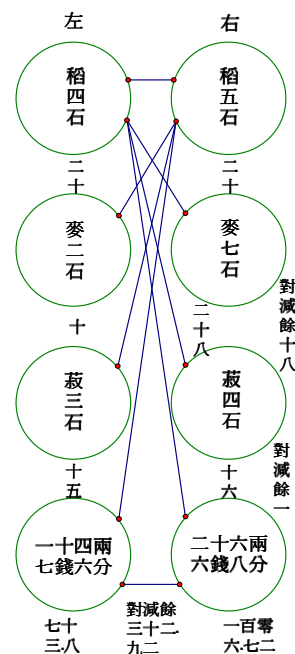 左
右
稻四石
稻五石
二十
二十
麥二石
麥七石
十
二十八
對減餘十八
菽三石
菽四石
十五
十六
對減餘一
一十四兩
七錢六分
二十六兩
六錢八分
七十
三.八
對減餘
三十二.
九二
一百零
六.七二